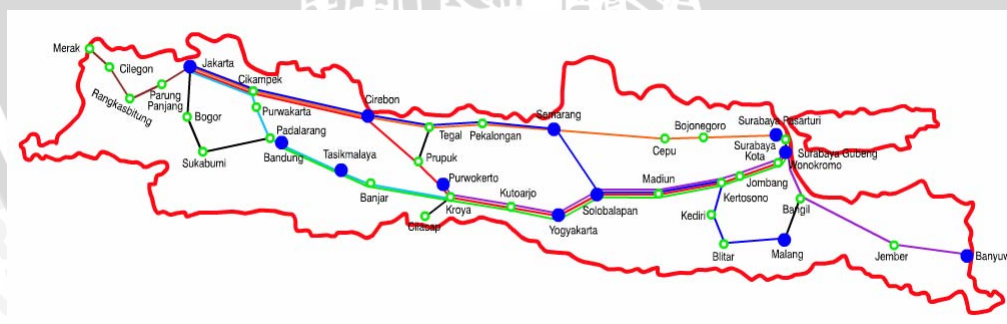 Merak
Cilegon
Rangkasbitung
Parung
Panjang
Jakarta
Bogor
Sukabumi
Cikampek
Purwakarta
Padalarang
Bandung
Tasikmalaya
Banjar
Cirebon
Tegal
Pekalongan
Prupuk
Purwokerto
Kroya
Cilacap
Kutoarjo
Yogyakarta
Semarang
Solobalapan
Cepu
Bojonegoro
Madiun
Kertosono
Kediri
Blitar
Malang
Jombang
Surabaya Pasarturi
Surabaya
Kota
Surabaya Gubeng
Wonokromo
Bangil
Jember
Banyuw